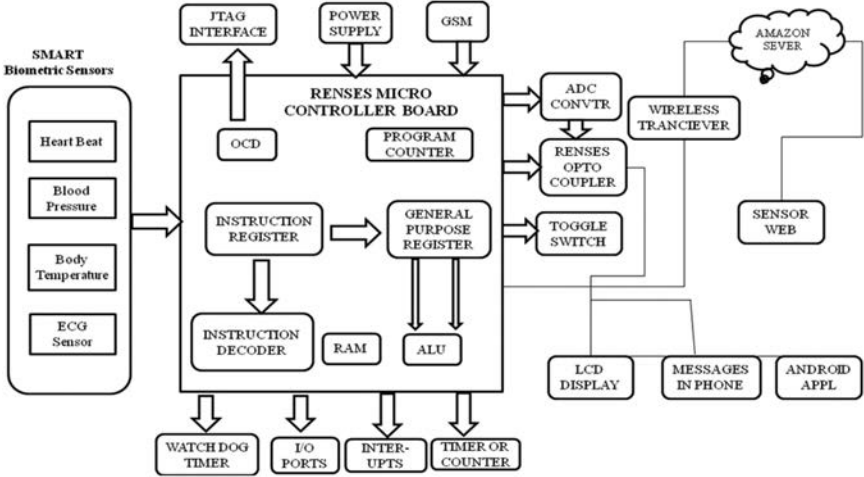 JTAG
INTERFACE
POWER
SUPPLY
GSM
AMAZON
SEVER
SMART
Biometric Sensors
RENSES MICRO
CONTROLLER BOARD
ADC
CONVTR
WIRELESS
TRANCIEVER
Heart Beat
OCD
PROGRAM
COUNTER
RENSES
OPTO
COUPLER
Blood
Pressure
INSTRUCTION
REGISTER
GENERAL
PURPOSE
REGISTER
TOGGLE
SWITCH
SENSOR
WEB
Body
Temperature
ECG
Sensor
INSTRUCTION
DECODER
RAM
ALU
LCD
DISPLAY
MESSAGES
IN PHONE
ANDROID
APPL
WATCH DOG
TIMER
I/O
PORTS
INTER-
UPTS
TIMER OR
COUNTER